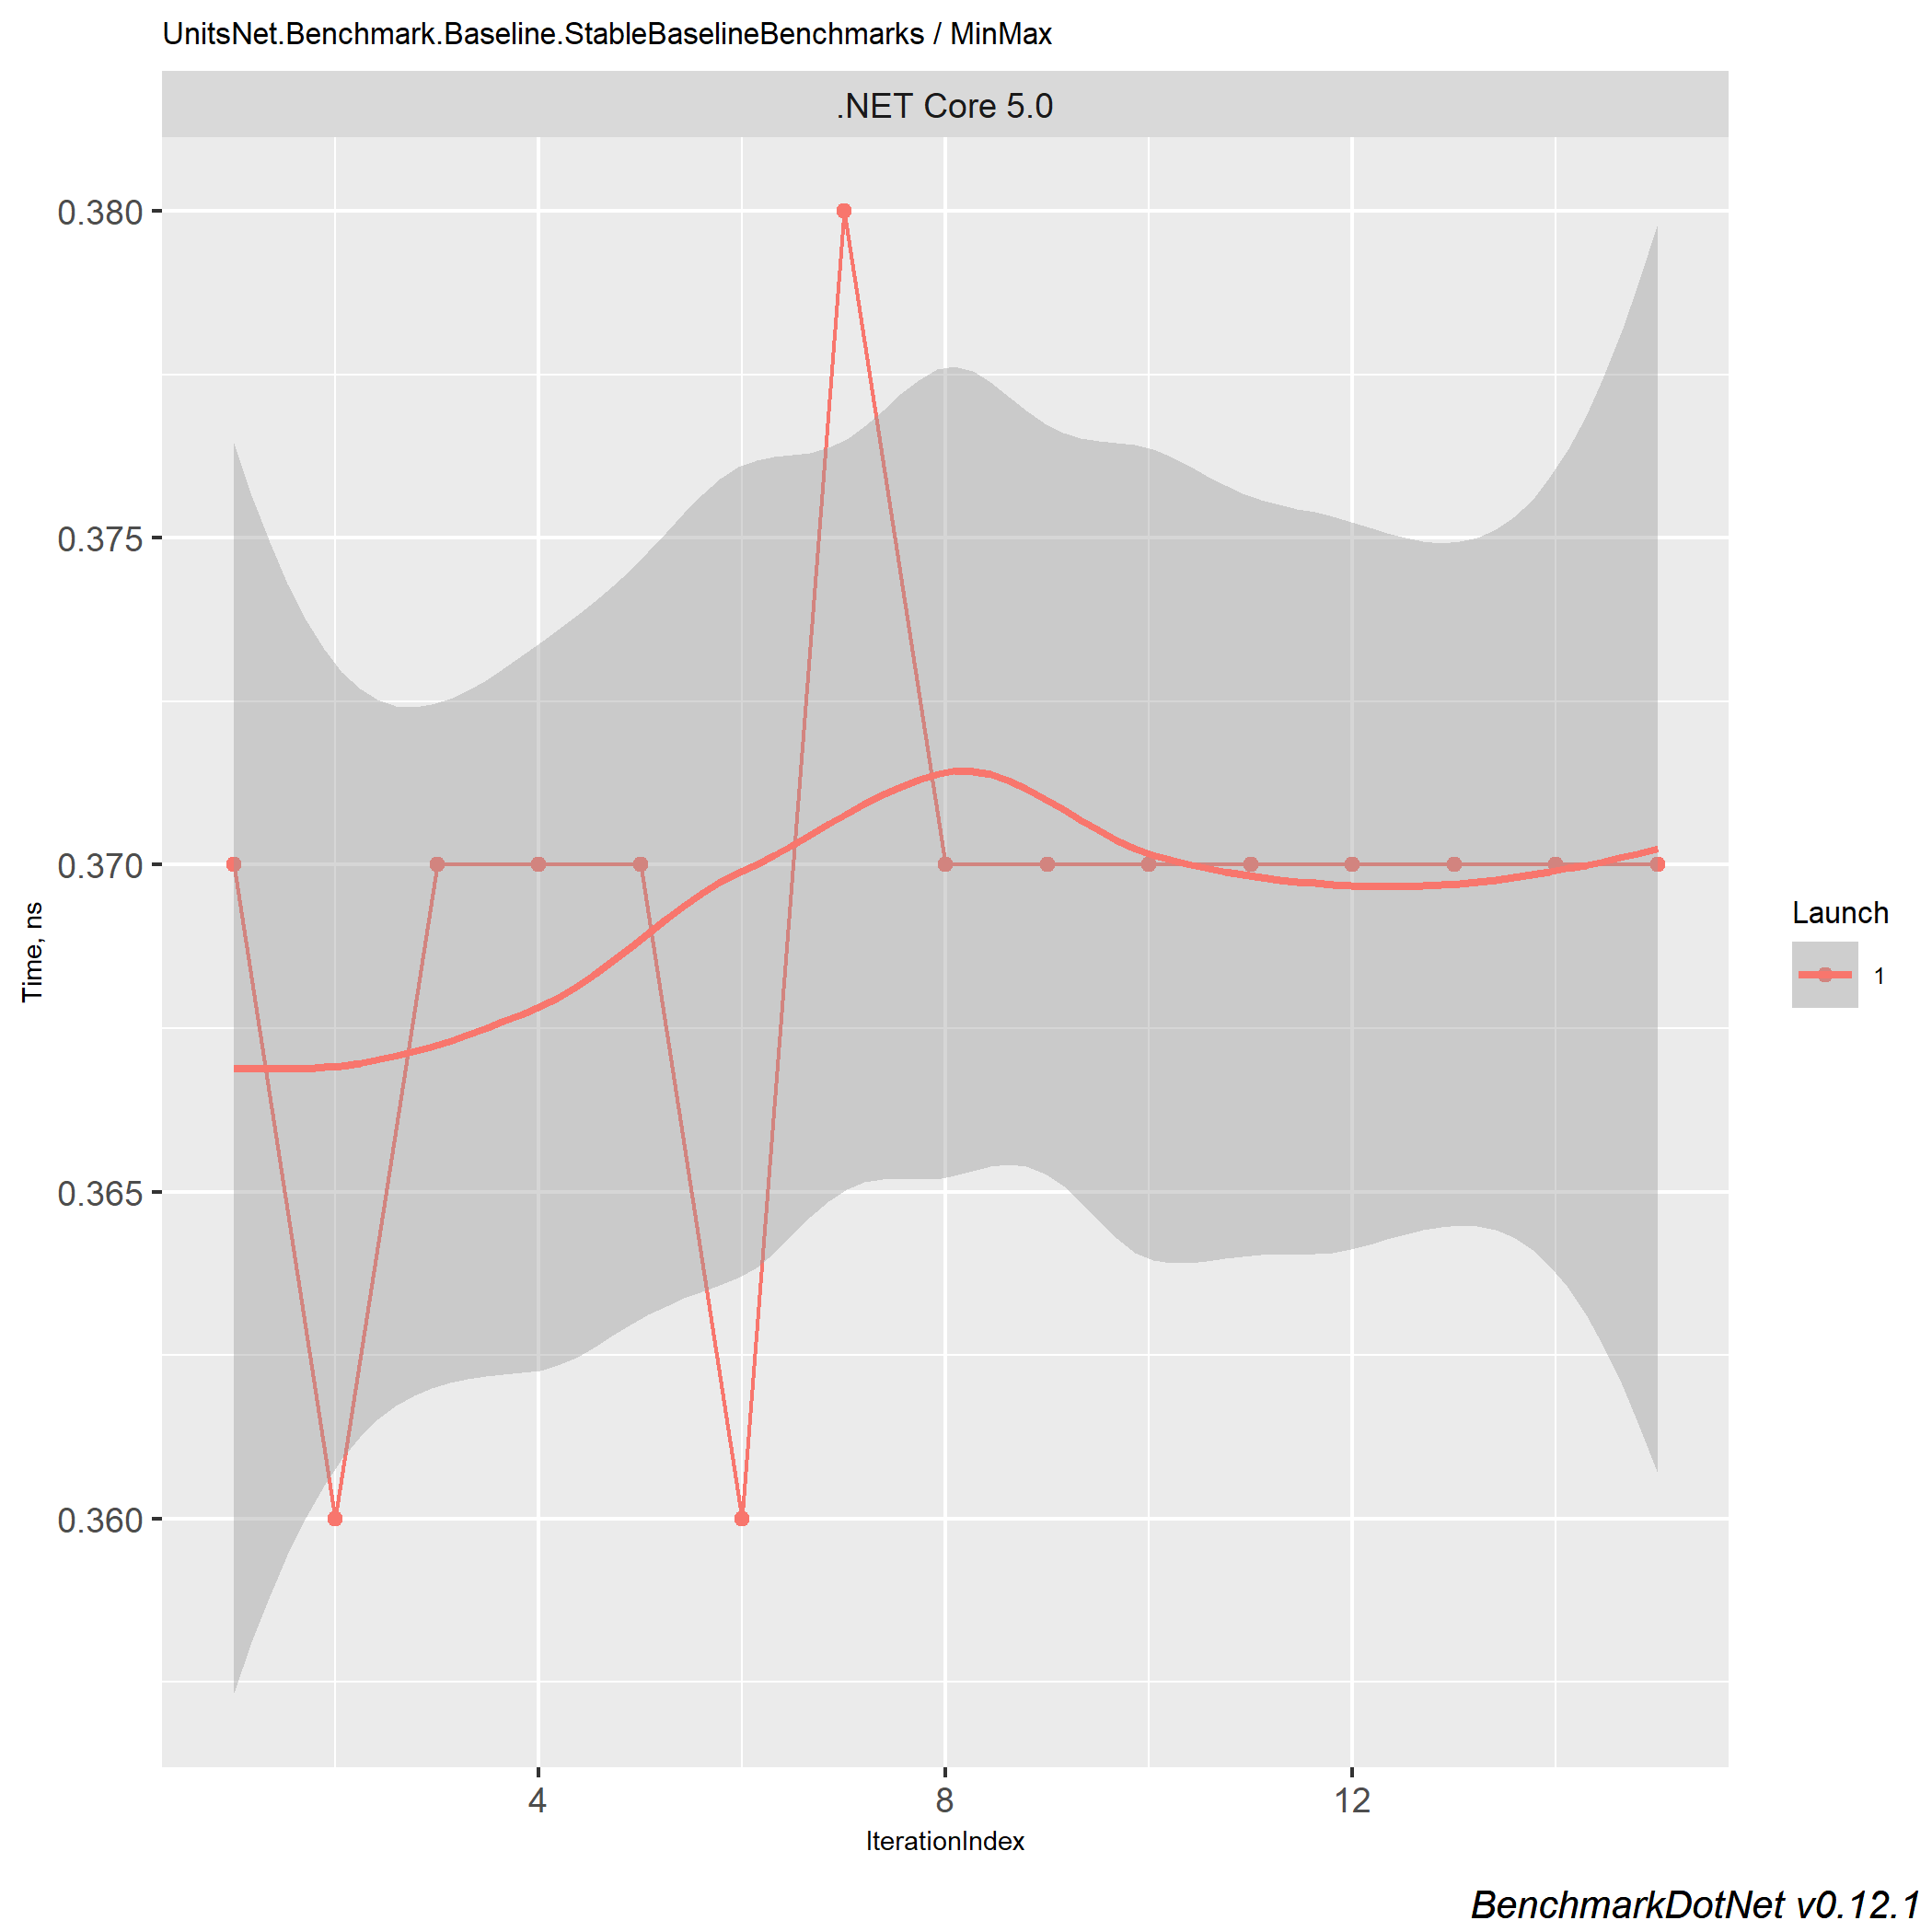 UnitsNet.Benchmark.Baseline.StableBaselineBenchmarks / MinMax
.NET Core 5.0
0.380
0.375
0.370
0.365
0.360
Time, ns
4 8 12
IterationIndex
Launch
1
BenchmarkDotNet v0.12.1